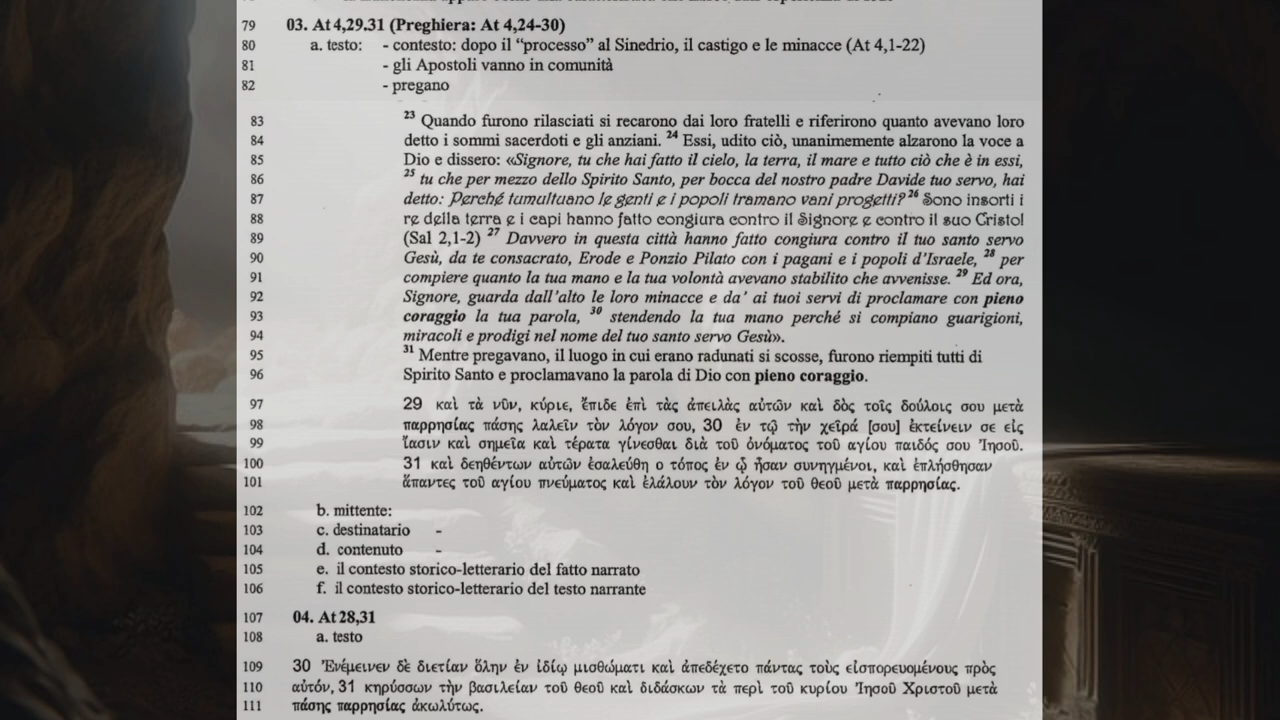 79 03. At 4,29.31 (Preghiera: At 4,24-30)
80 a. testo: - contesto: dopo il “processo” al Sinedrio, il castigo e le minacce (At 4,1-22)
81 - gli Apostoli vanno in comunità
82 - pregano
83 23 Quando furono rilasciati si recarono dai loro fratelli e riferirono quanto avevano loro
84 detto i sommi sacerdoti e gli anziani. 24 Essi, udito ciò, unanimemente alzarono la voce a
85 Dio e dissero: «Signore, tu che hai fatto il cielo, la terra, il mare e tutto ciò che è in essi,
86 25 tu che per mezzo dello Spirito Santo, per bocca del nostro padre Davide tuo servo, hai
87 detto: Perché tumultuano le genti e i popoli tramano vani progetti? 26 Sono insorti i
88 re della terra e i capi hanno fatto congiura contro il Signore e contro il suo Cristo!
89 (Sal 2,1-2) 27 Davvero in questa città hanno fatto congiura contro il tuo santo servo
90 Gesù, da te consacrato, Erode e Ponzio Pilato con i pagani e i popoli d'Israele, 28 per
91 compiere quanto la tua mano e la tua volontà avevano stabilito che avvenisse. 29 Ed ora,
92 Signore, guarda dall'alto le loro minacce e da' ai tuoi servi di proclamare con pieno
93 coraggio la tua parola, 30 stendendo la tua mano perché si compiano guarigioni,
94 miracoli e prodigi nel nome del tuo santo servo Gesù».
95 31 Mentre pregavano, il luogo in cui erano radunati si scosse, furono riempiti tutti di
96 Spirito Santo e proclamavano la parola di Dio con pieno coraggio.
97 29 καὶ τὰ νῦν, κύριε, ἔπιδε ἐπὶ τὰς ἀπειλὰς αὐτῶν καὶ δὸς τοῖς δούλοις σου μετὰ
98 παρρησίας πάσης λαλεῖν τὸν λόγον σου, 30 ἐν τῷ τὴν χεῖρά [σου] ἐκτείνειν σε εἰς
99 ἴασιν καὶ σημεῖα καὶ τέρατα γίνεσθαι διὰ τοῦ ὀνόματος τοῦ αγίου παιδός σου Ἰησοῦ.
100 31 καὶ δεηθέντων αὐτῶν ἐσαλεύθη ο τόπος ἐν ᾧ ἦσαν συνηγμένοι, καὶ ἐπλήσθησαν
101 ἅπαντες τοῦ αγίου πνεύματος καὶ ἐλάλουν τὸν λόγον τοῦ θεοῦ μετὰ παρρησίας.
102 b. mittente:
103 c. destinatario -
104 d. contenuto -
105 e. il contesto storico-letterario del fatto narrato
106 f. il contesto storico-letterario del testo narrante
107 04. At 28,31
108 a. testo
109 30 Ἐνέμεινεν δὲ διετίαν ὅλην ἐν ἰδίῳ μισθώματι καὶ ἀπεδέχετο πάντας τοὺς εἰσπορευομένους πρὸς
110 αὐτόν, 31 κηρύσσων τὴν βασιλείαν τοῦ θεοῦ καὶ διδάσκων τὰ περὶ τοῦ κυρίου Ἰησοῦ Χριστοῦ μετὰ
111 πάσης παρρησίας ἀκωλύτως.